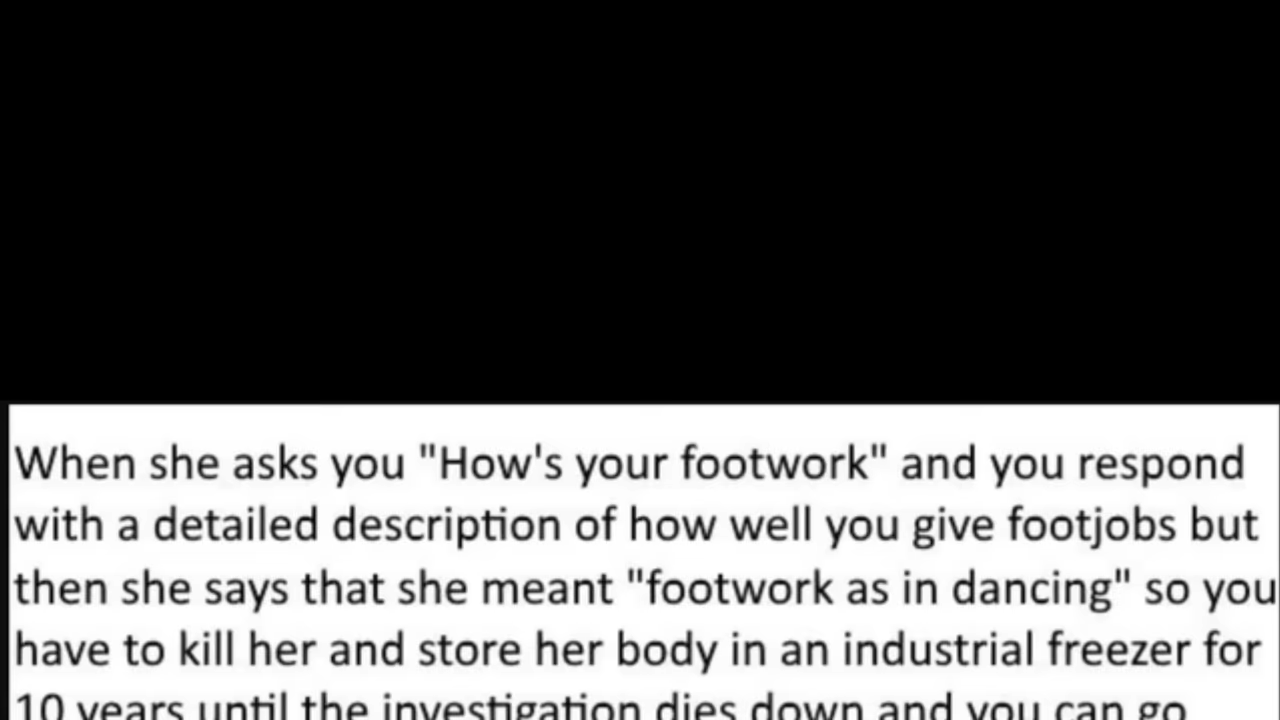 When she asks you "How's your footwork" and you respond
with a detailed description of how well you give footjobs but
then she says that she meant "footwork as in dancing" so you
have to kill her and store her body in an industrial freezer for
10 years until the investigation dies down and you can go